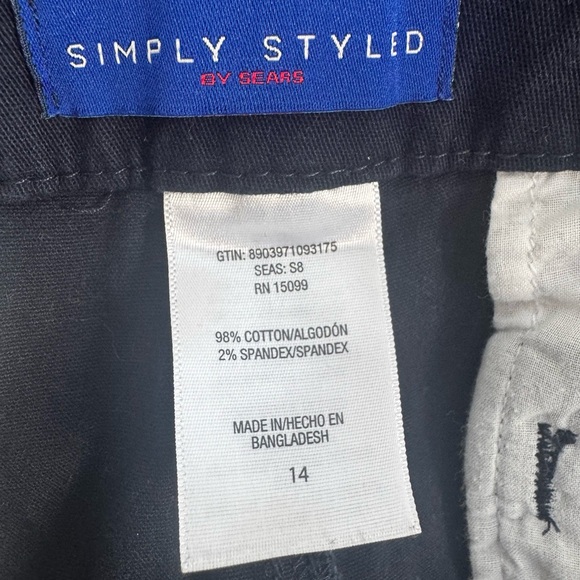 SIMPLY STYLED
BY SEARS
GTIN: 8903971093175
SEAS: S8
RN 15099
98% COTTON/ALGODÓN
2% SPANDEX/SPANDEX
MADE IN/HECHO EN
BANGLADESH
14